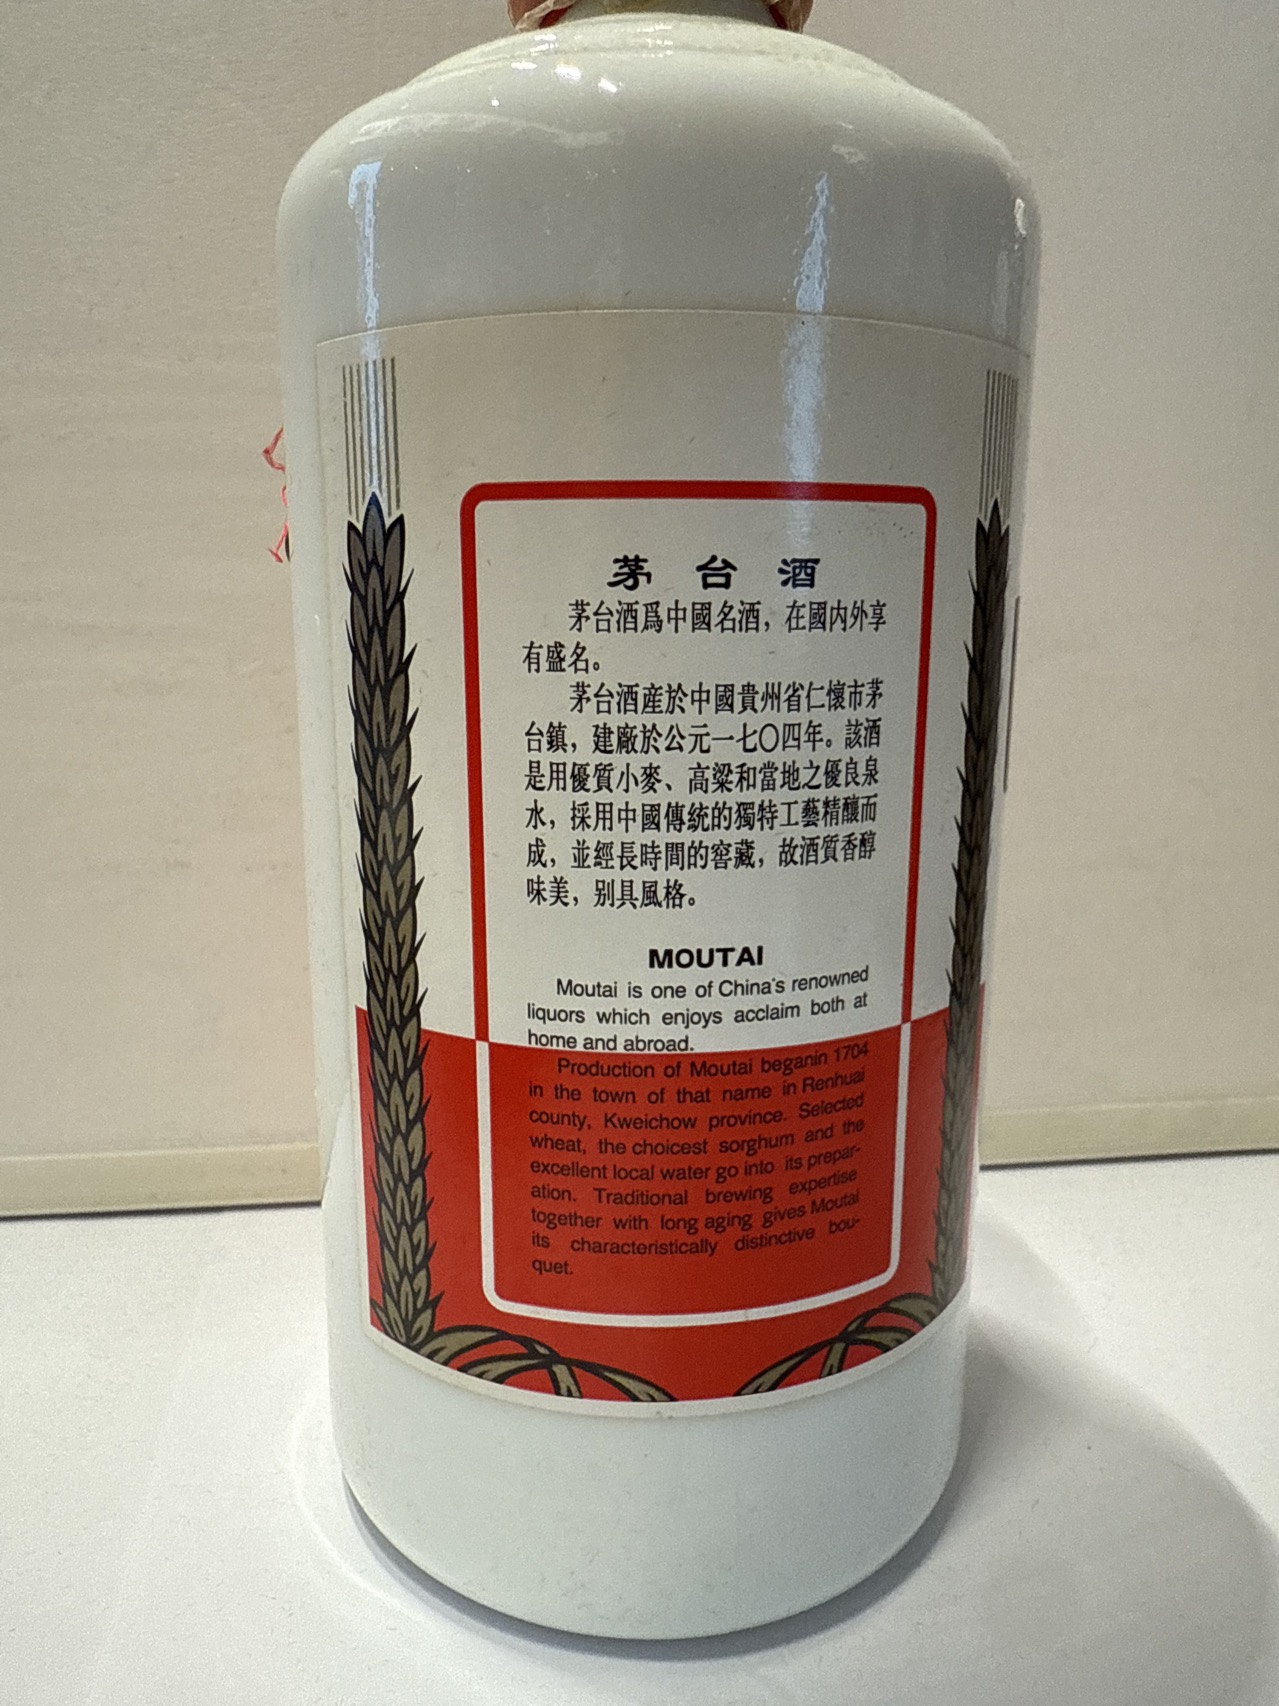 茅台酒
茅台酒爲中國名酒，在國内外享
有盛名。
茅台酒産於中國貴州省仁懷市茅
台鎮，建廠於公元一七〇四年。該酒
是用優質小麥、高粱和當地之優良泉
水，採用中國傳統的獨特工藝精釀而
成，並經長時間的窖藏，故酒質香醇
味美，别具風格。
MOUTAI
Moutai is one of China's renowned
liquors which enjoys acclaim both at
home and abroad.
Production of Moutai beganin 1704
in the town of that name in Renhuai
county, Kweichow province. Selected
wheat, the choicest sorghum and the
excellent local water go into its prepar-
ation. Traditional brewing expertise
together with long aging gives Moutai
its characteristically distinctive bou-
quet.